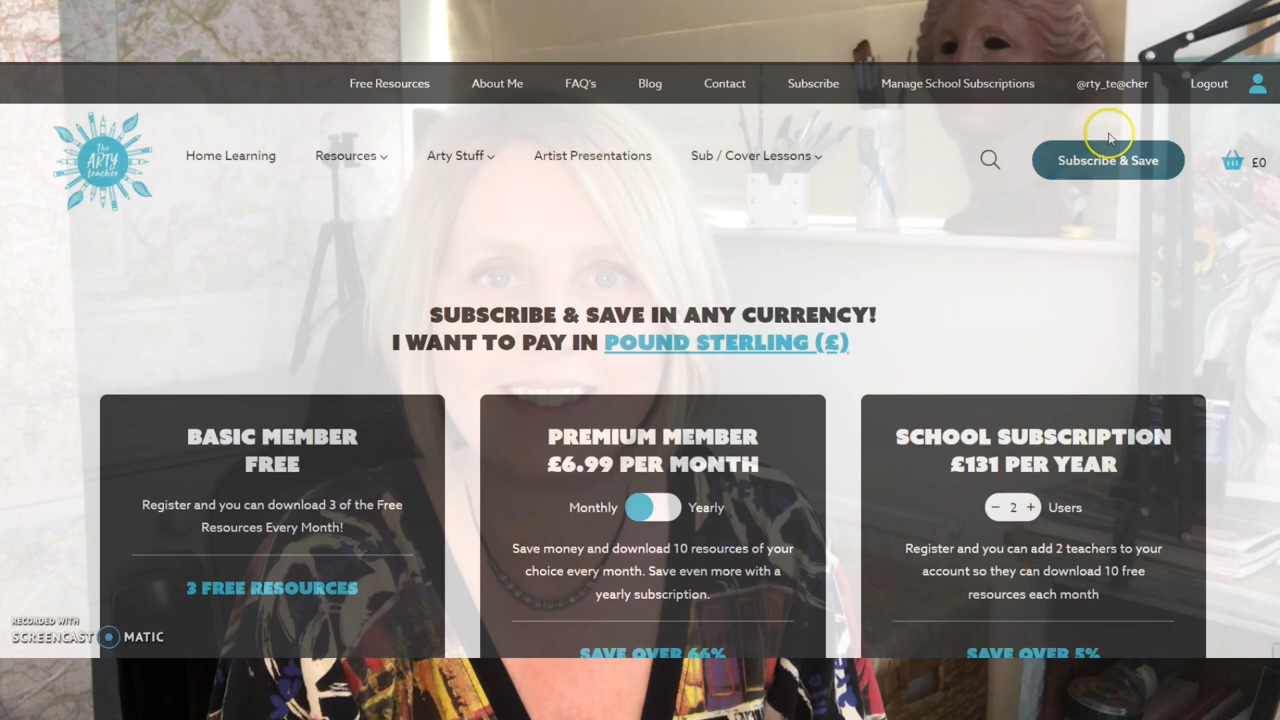 Free Resources About Me FAQ's Blog Contact Subscribe Manage School Subscriptions @rty_te@cher Logout
The ARTY teacher
Home Learning Resources Arty Stuff Artist Presentations Sub / Cover Lessons Subscribe & Save £0
SUBSCRIBE & SAVE IN ANY CURRENCY!
I WANT TO PAY IN POUND STERLING (£)
BASIC MEMBER
FREE
Register and you can download 3 of the Free
Resources Every Month!
3 FREE RESOURCES
PREMIUM MEMBER
£6.99 PER MONTH
Monthly Yearly
Save money and download 10 resources of your
choice every month. Save even more with a
yearly subscription.
SAVE OVER 66%
SCHOOL SUBSCRIPTION
£131 PER YEAR
− 2 + Users
Register and you can add 2 teachers to your
account so they can download 10 free
resources each month
SAVE OVER 5%
RECORDED WITH
SCREENCAST MATIC